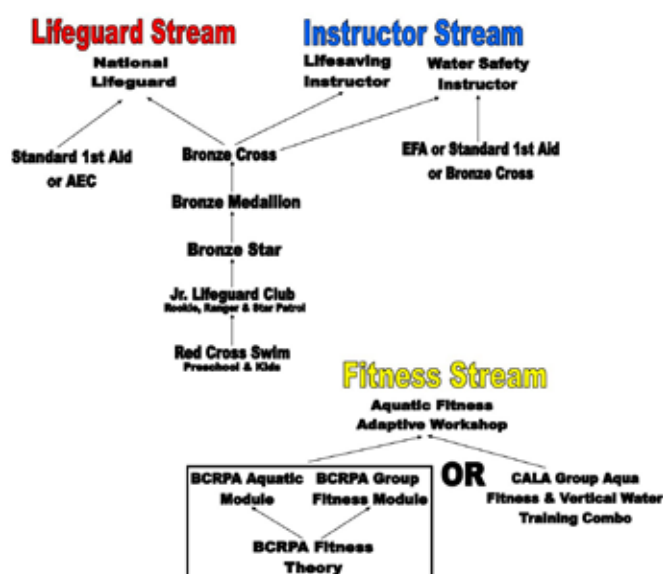 Lifeguard Stream
Instructor Stream
National
Lifeguard
Lifesaving
Instructor
Water Safety
Instructor
Standard 1st Aid
or AEC
Bronze Cross
EFA or Standard 1st Aid
or Bronze Cross
Bronze Medallion
Bronze Star
Jr. Lifeguard Club
Rookie, Ranger & Star Patrol
Red Cross Swim
Preschool & Kids
Fitness Stream
Aquatic Fitness
Adaptive Workshop
BCRPA Aquatic
Module
BCRPA Group
Fitness Module
OR
CALA Group Aqua
Fitness & Vertical Water
Training Combo
BCRPA Fitness
Theory